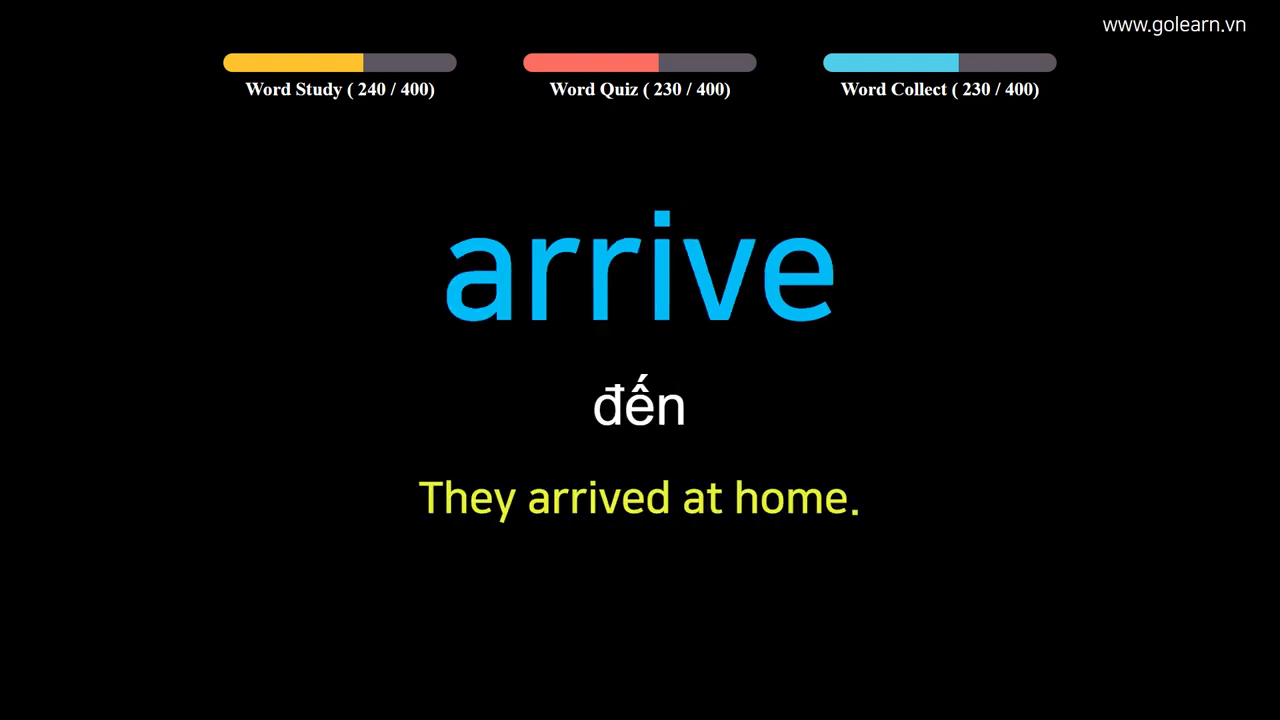 www.golearn.vn
Word Study ( 240 / 400)
Word Quiz ( 230 / 400)
Word Collect ( 230 / 400)
arrive
đến
They arrived at home.